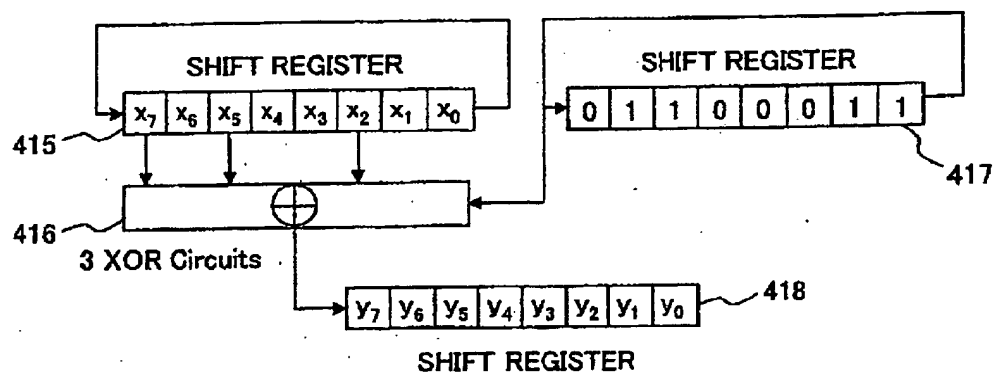 SHIFT REGISTER
SHIFT REGISTER
x₇ x₆ x₅ x₄ x₃ x₂ x₁ x₀
0 1 1 0 0 0 1 1
415
417
416
3 XOR Circuits
y₇ y₆ y₅ y₄ y₃ y₂ y₁ y₀
418
SHIFT REGISTER